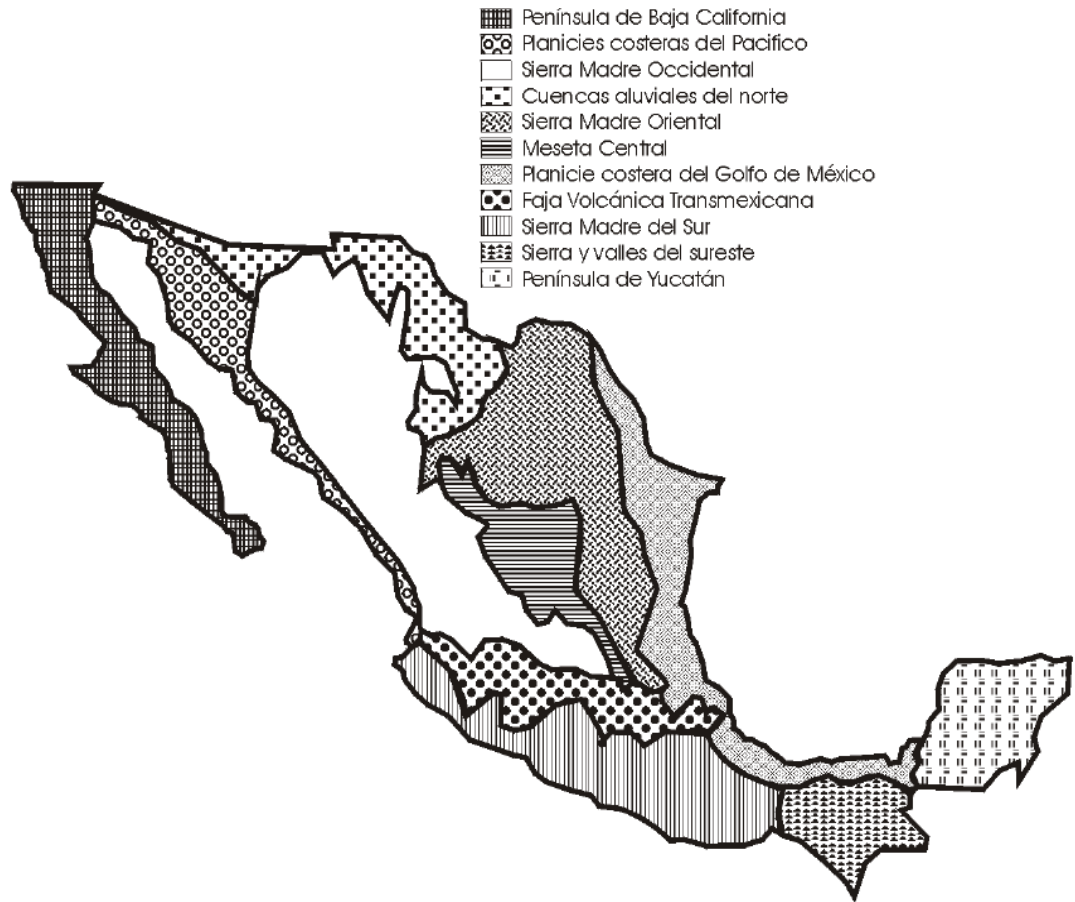 Península de Baja California
Planicies costeras del Pacifico
Sierra Madre Occidental
Cuencas aluviales del norte
Sierra Madre Oriental
Meseta Central
Planicie costera del Golfo de México
Faja Volcánica Transmexicana
Sierra Madre del Sur
Sierra y valles del sureste
Península de Yucatán